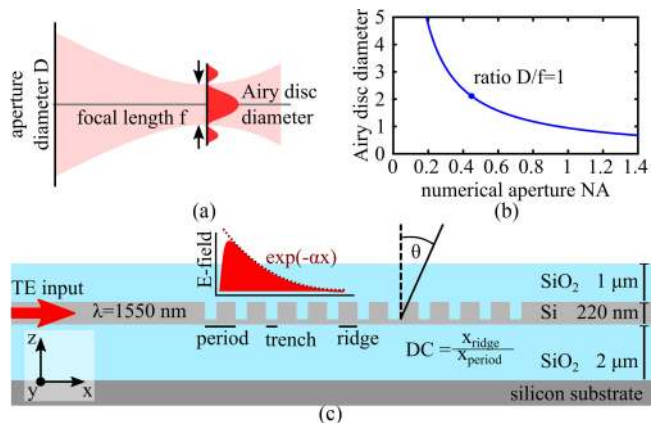 (a)
aperture
diameter D
focal length f
Airy disc
diameter
(a)
Airy disc diameter
5
4
3
2
1
0
ratio D/f=1
0 0.2 0.4 0.6 0.8 1 1.2 1.4
numerical aperture NA
(b)
E-field
exp(-αx)
θ
TE input
λ=1550 nm
SiO₂ 1 μm
Si 220 nm
period trench ridge
DC = x_ridge / x_period
SiO₂ 2 μm
z
y
x
silicon substrate
(c)